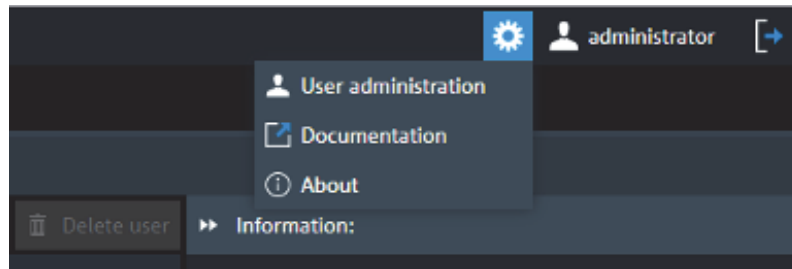 administrator
User administration
Documentation
About
Delete user
Information: